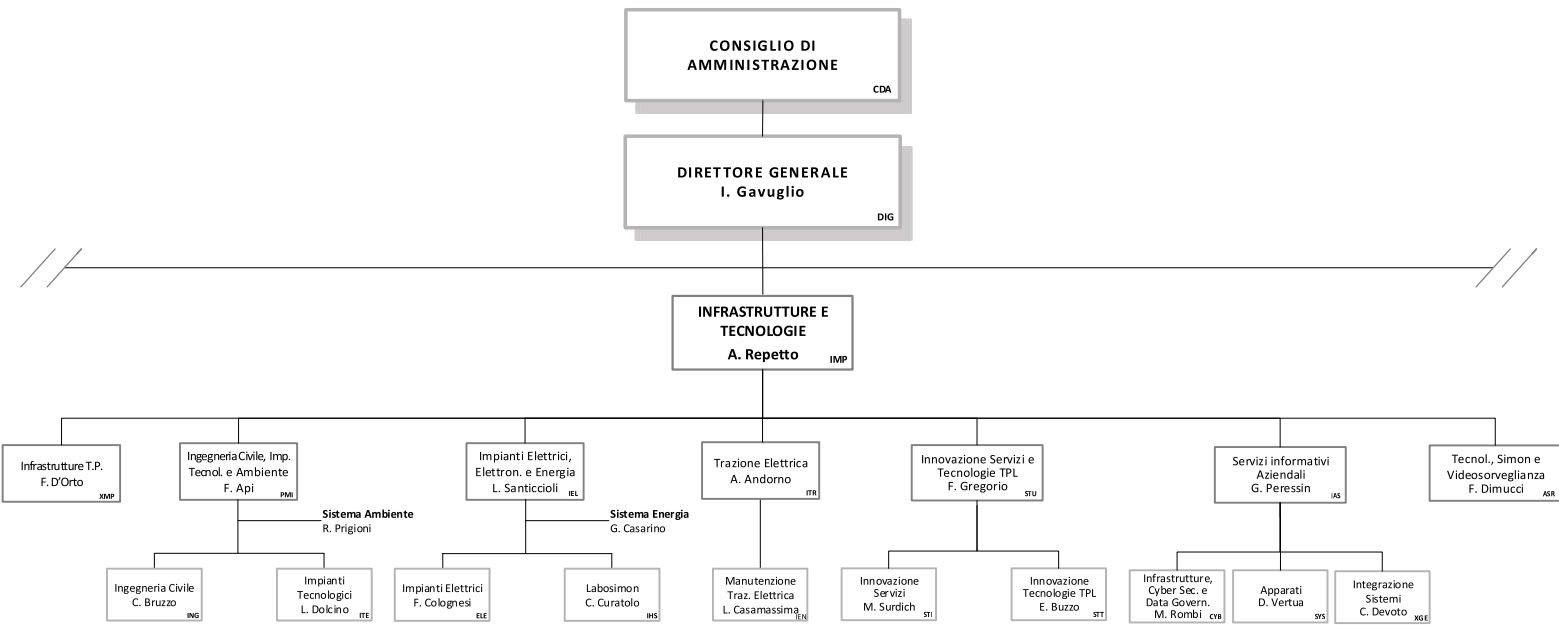 CONSIGLIO DI
AMMINISTRAZIONE
CDA
DIRETTORE GENERALE
I. Gavuglio
DIG
INFRASTRUTTURE E
TECNOLOGIE
A. Repetto
IMP
Infrastrutture T.P.
F. D'Orto
XMP
Ingegneria Civile, Imp.
Tecnol. e Ambiente
F. Api
PMI
Impianti Elettrici,
Elettron. e Energia
L. Santiccioli
IEL
Trazione Elettrica
A. Andorno
ITR
Innovazione Servizi e
Tecnologie TPL
F. Gregorio
STU
Servizi informativi
Aziendali
G. Peressin
IAS
Tecnol., Simon e
Videosorveglianza
F. Dimucci
ASR
Sistema Ambiente
R. Prigioni
Sistema Energia
G. Casarino
Ingegneria Civile
C. Bruzzo
ING
Impianti
Tecnologici
L. Dolcino
ITE
Impianti Elettrici
F. Colognesi
ELE
Labosimon
C. Curatolo
IHS
Manutenzione
Traz. Elettrica
L. Casamassima
IEN
Innovazione
Servizi
M. Surdich
STI
Innovazione
Tecnologie TPL
E. Buzzo
STT
Infrastrutture,
Cyber Sec. e
Data Govern.
M. Rombi
CYB
Apparati
D. Vertua
SYS
Integrazione
Sistemi
C. Devoto
XGE